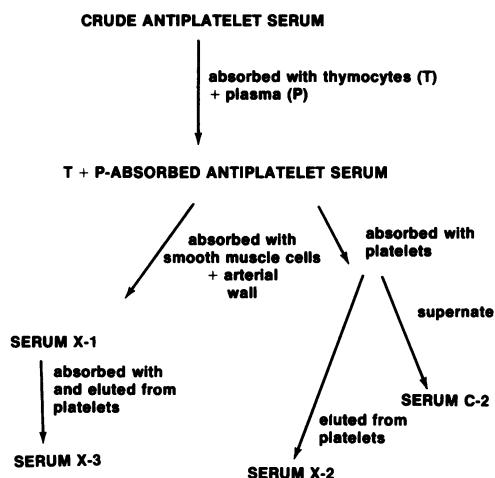 CRUDE ANTIPLATELET SERUM
absorbed with thymocytes (T)
+ plasma (P)
T + P-ABSORBED ANTIPLATELET SERUM
absorbed with
smooth muscle cells
+ arterial
wall
absorbed with
platelets
supernate
SERUM X-1
absorbed with
and eluted from
platelets
SERUM C-2
eluted from
platelets
SERUM X-3
SERUM X-2